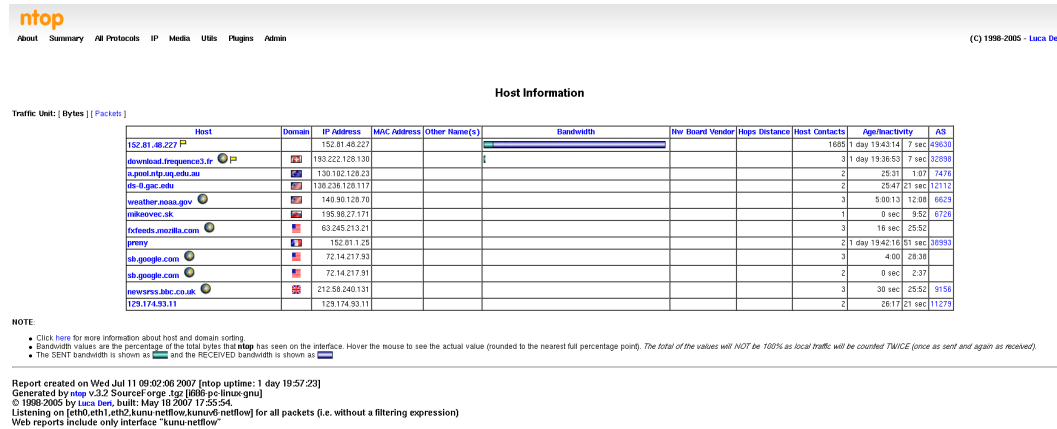 ntop
About Summary All Protocols IP Media Utils Plugins Admin
(C) 1998-2005 - Luca De
Host Information
Traffic Unit: [ Bytes ] [ Packets ]
Host Domain IP Address MAC Address Other Name(s) Bandwidth Nw Board Vendor Hops Distance Host Contacts Age/Inactivity AS
152.81.48.227 152.81.48.227 1685 1 day 19:43:14 7 sec 49630
download.frequence3.fr 193.222.128.130 3 1 day 19:36:53 7 sec 32898
a.pool.ntp.uq.edu.au 130.102.128.23 2 25:31 1:07 7476
ds-0.gac.edu 138.236.128.117 2 25:47 21 sec 12112
weather.noaa.gov 140.90.128.70 3 5:00:13 12:08 6629
mikeovec.sk 195.98.27.171 1 0 sec 9:52 6726
fxfeeds.mozilla.com 63.245.213.21 3 16 sec 25:52
preny 152.81.1.25 2 1 day 19:42:16 51 sec 38993
sb.google.com 72.14.217.93 3 4:00 28:38
sb.google.com 72.14.217.91 2 0 sec 2:37
newsrss.bbc.co.uk 212.58.240.131 3 30 sec 25:52 9156
129.174.93.11 129.174.93.11 2 26:17 21 sec 11279
NOTE:
Click here for more information about host and domain sorting.
Bandwidth values are the percentage of the total bytes that ntop has seen on the interface. Hover the mouse to see the actual value (rounded to the nearest full percentage point). The total of the values will NOT be 100% as local traffic will be counted TWICE (once as sent and again as received).
The SENT bandwidth is shown as and the RECEIVED bandwidth is shown as
Report created on Wed Jul 11 09:02:06 2007 [ntop uptime: 1 day 19:57:23]
Generated by ntop v.3.2 SourceForge .tgz [i686-pc-linux-gnu]
© 1998-2005 by Luca Deri, built: May 18 2007 17:55:54.
Listening on [eth0,eth1,eth2,kunu-netflow,kunuv6-netflow] for all packets (i.e. without a filtering expression)
Web reports include only interface "kunu-netflow"